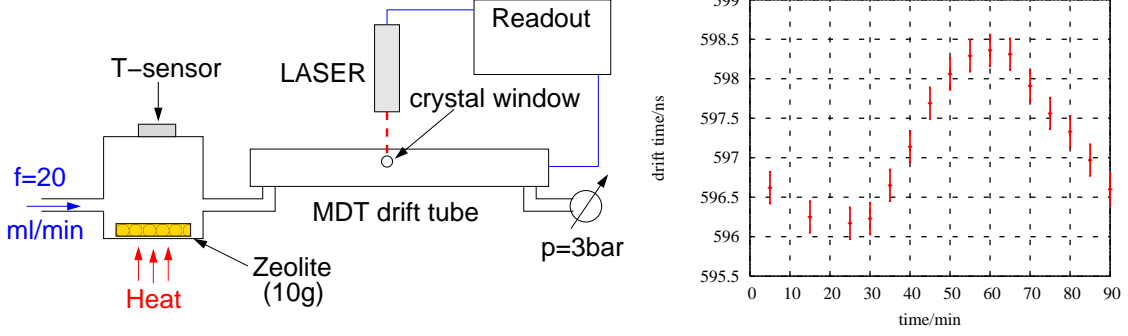 Readout
T−sensor
LASER
crystal window
f=20
ml/min
MDT drift tube
p=3bar
Zeolite
(10g)
Heat
599
598.5
598
597.5
597
596.5
596
595.5
drift time/ns
0 10 20 30 40 50 60 70 80 90
time/min